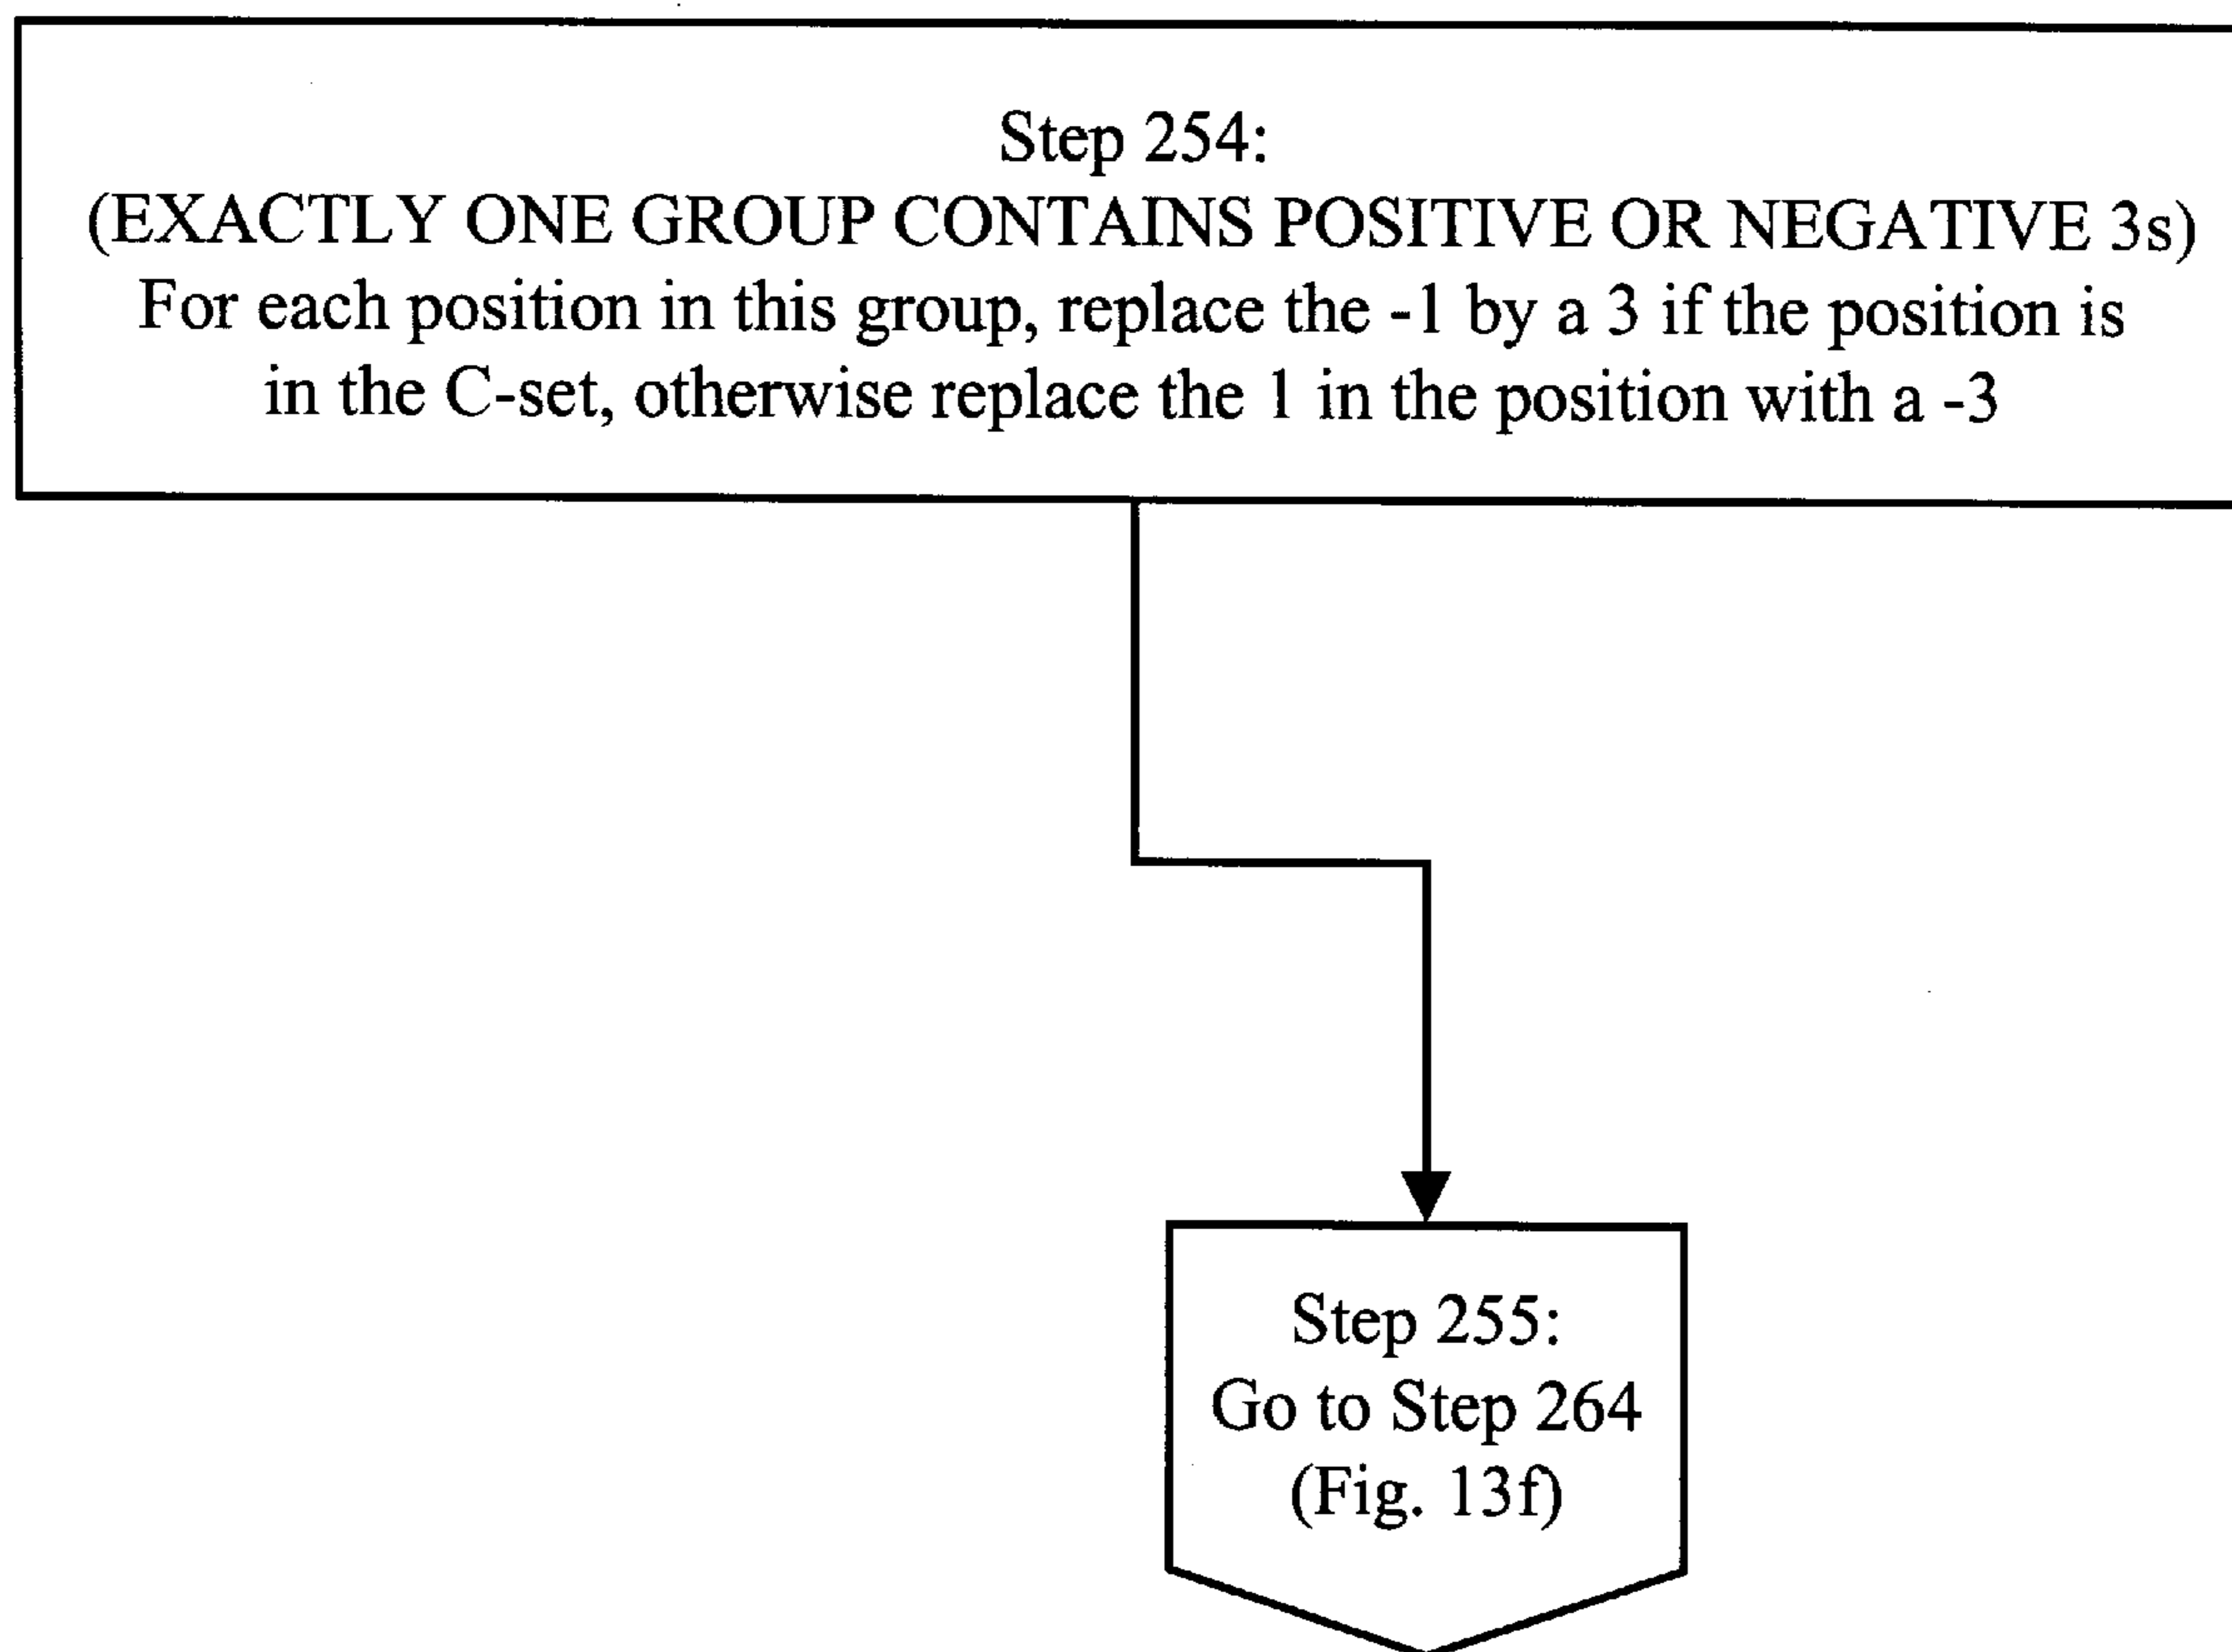 Step 254:
(EXACTLY ONE GROUP CONTAINS POSITIVE OR NEGATIVE 3s)
For each position in this group, replace the -1 by a 3 if the position is
in the C-set, otherwise replace the 1 in the position with a -3
Step 255:
Go to Step 264
(Fig. 13f)